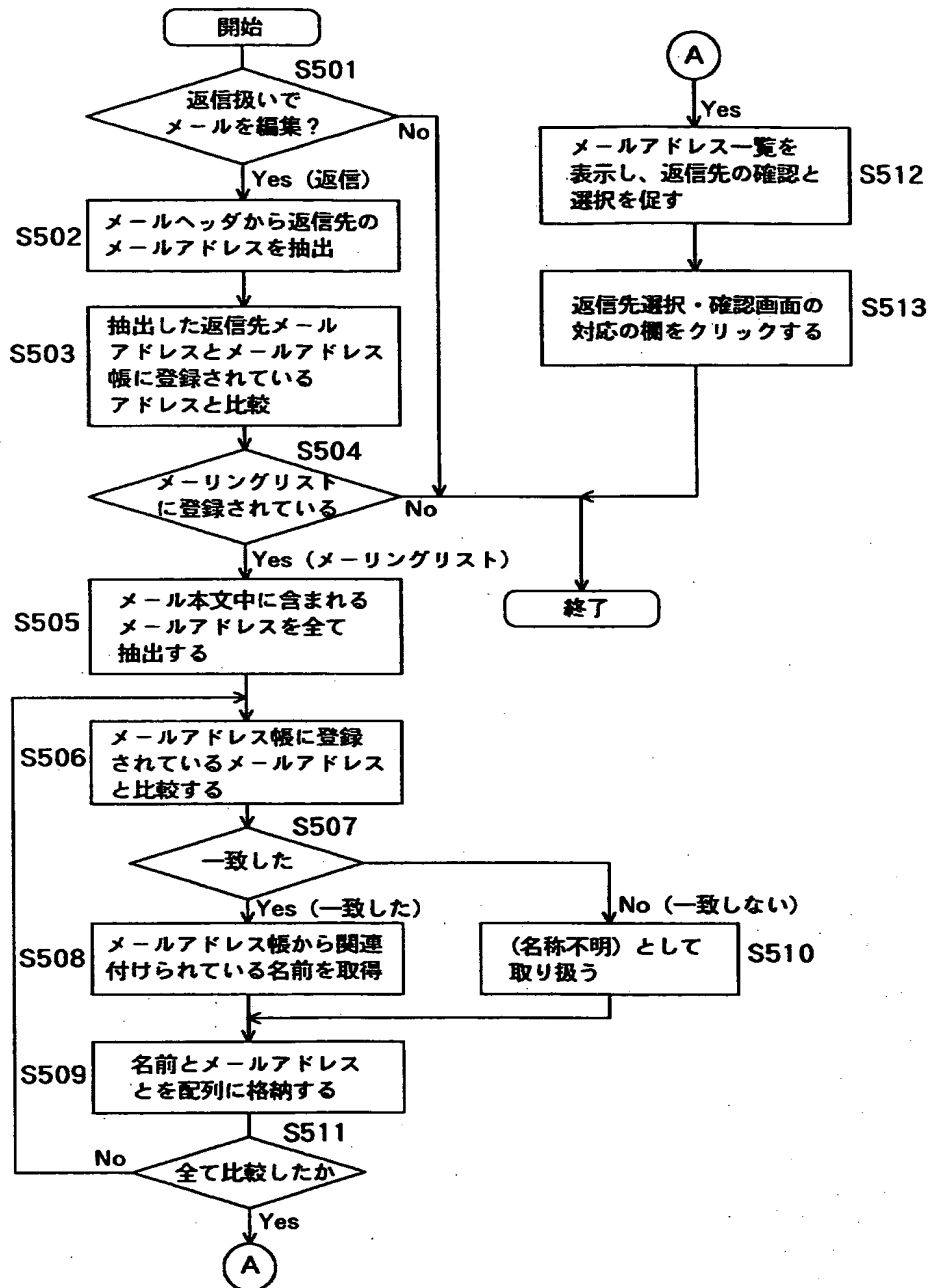 開始
S501
返信扱いで
メールを編集？
No
Yes（返信）
S502
メールヘッダから返信先の
メールアドレスを抽出
S503
抽出した返信先メール
アドレスとメールアドレス
帳に登録されている
アドレスと比較
S504
メーリングリスト
に登録されている
No
Yes（メーリングリスト）
S505
メール本文中に含まれる
メールアドレスを全て
抽出する
S506
メールアドレス帳に登録
されているメールアドレス
と比較する
S507
一致した
Yes（一致した）
No（一致しない）
S508
メールアドレス帳から関連
付けられている名前を取得
（名称不明）として
取り扱う
S510
S509
名前とメールアドレス
とを配列に格納する
S511
No
全て比較したか
Yes
A
A
Yes
メールアドレス一覧を
表示し、返信先の確認と
選択を促す
S512
返信先選択・確認画面の
対応の欄をクリックする
S513
終了